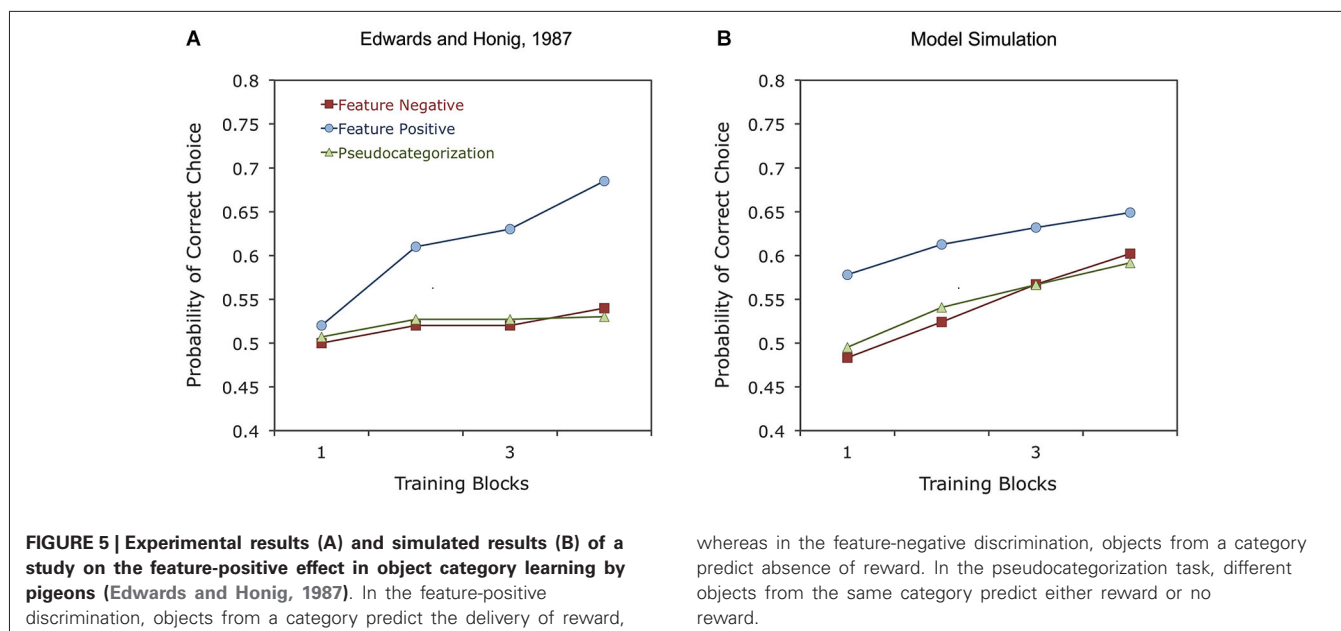 A
Edwards and Honig, 1987
Probability of Correct Choice
0.8
0.75
0.7
0.65
0.6
0.55
0.5
0.45
0.4
Feature Negative
Feature Positive
Pseudocategorization
1
3
Training Blocks
B
Model Simulation
Probability of Correct Choice
0.8
0.75
0.7
0.65
0.6
0.55
0.5
0.45
0.4
1
3
Training Blocks
FIGURE 5 | Experimental results (A) and simulated results (B) of a
study on the feature-positive effect in object category learning by
pigeons (Edwards and Honig, 1987). In the feature-positive
discrimination, objects from a category predict the delivery of reward,
whereas in the feature-negative discrimination, objects from a category
predict absence of reward. In the pseudocategorization task, different
objects from the same category predict either reward or no
reward.